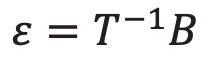 ε = T⁻¹B